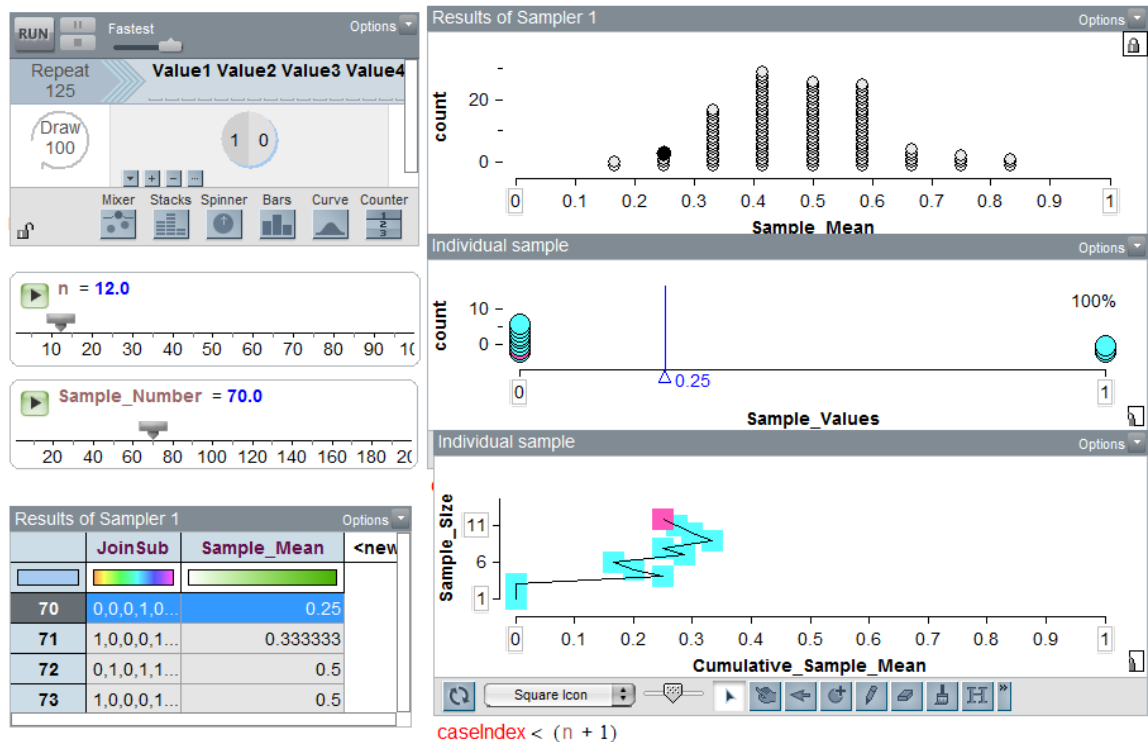 RUN
Fastest
Options
Repeat
125
Value1 Value2 Value3 Value4
Draw
100
1 0
Mixer Stacks Spinner Bars Curve Counter
1
2
3
n = 12.0
10 20 30 40 50 60 70 80 90 10
Sample_Number = 70.0
20 40 60 80 100 120 140 160 180 20
Results of Sampler 1
Options
JoinSub Sample_Mean <new
70 0,0,0,1,0... 0.25
71 1,0,0,0,1... 0.333333
72 0,1,0,1,1... 0.5
73 1,0,0,0,1... 0.5
Results of Sampler 1
Options
count
20
0
0 0.1 0.2 0.3 0.4 0.5 0.6 0.7 0.8 0.9 1
Sample_Mean
Individual sample
Options
count
10
0
100%
0.25
0 1
Sample_Values
Individual sample
Options
Sample_Size
11
6
1
0 0.1 0.2 0.3 0.4 0.5 0.6 0.7 0.8 0.9 1
Cumulative_Sample_Mean
Square Icon
caseIndex < (n + 1)